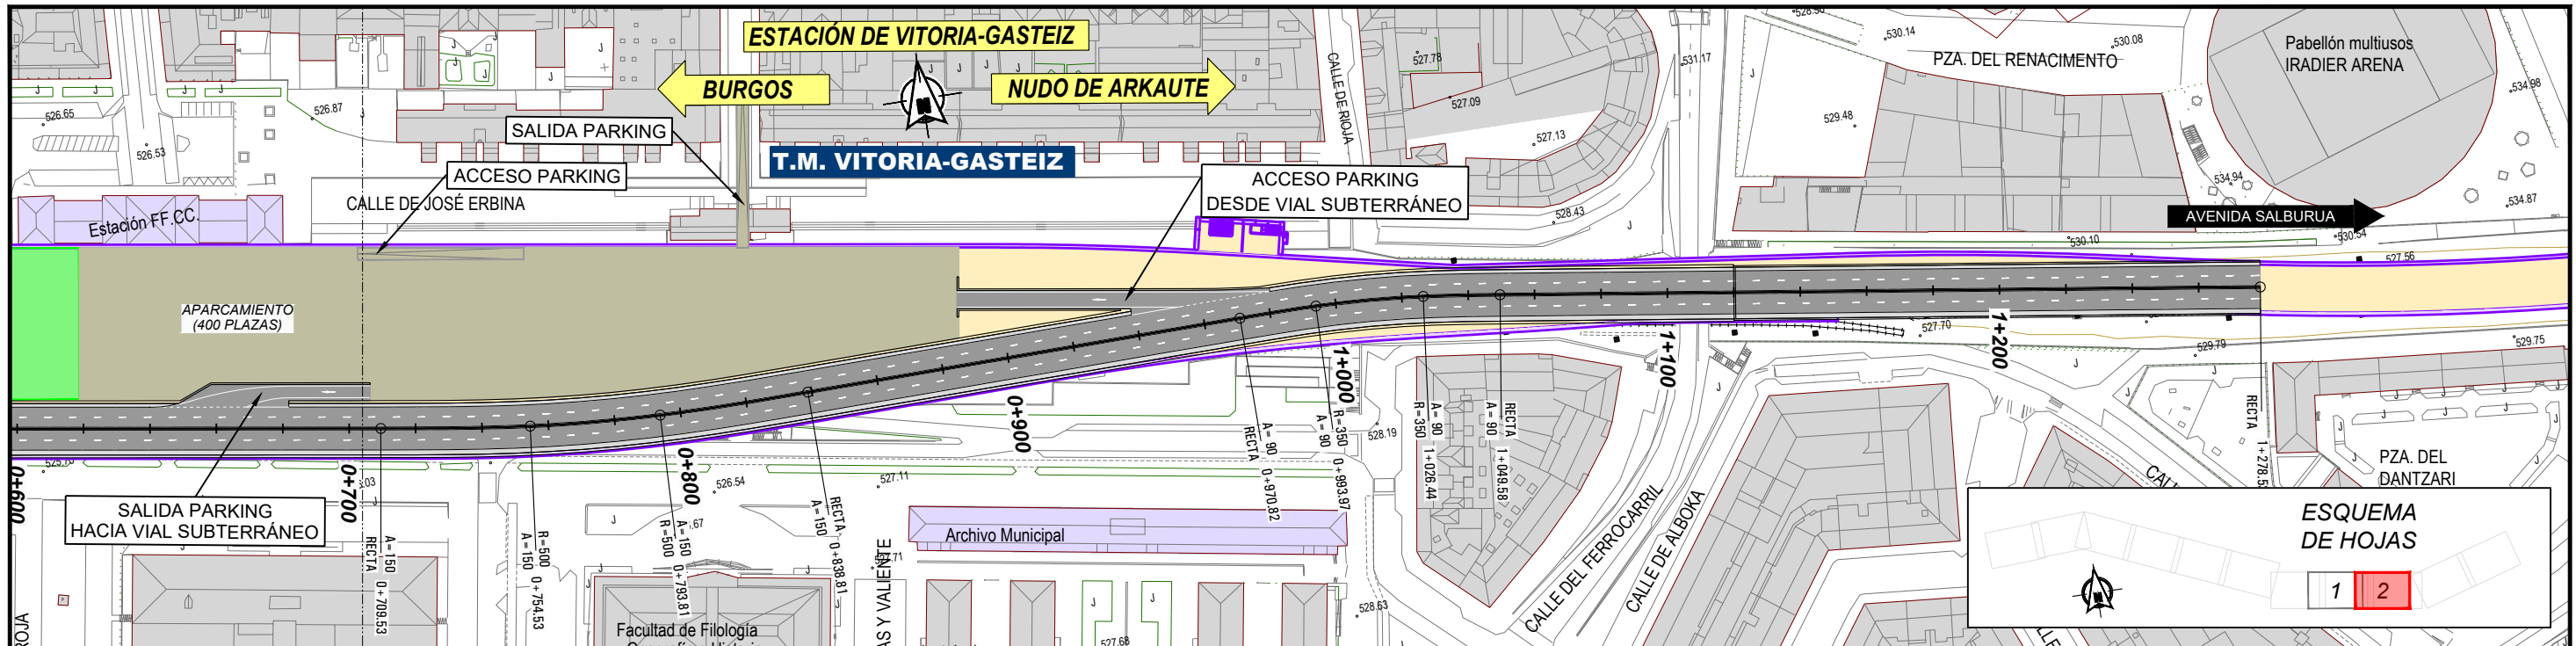 ESTACIÓN DE VITORIA-GASTEIZ
BURGOS
NUDO DE ARKAUTE
T.M. VITORIA-GASTEIZ
SALIDA PARKING
ACCESO PARKING
CALLE DE JOSÉ ERBINA
Estación FF.CC.
ACCESO PARKING
DESDE VIAL SUBTERRÁNEO
CALLE DE RIOJA
PZA. DEL RENACIMENTO
Pabellón multiusos
IRADIER ARENA
AVENIDA SALBURUA
APARCAMIENTO
(400 PLAZAS)
SALIDA PARKING
HACIA VIAL SUBTERRÁNEO
526.65
526.87
526.53
527.78
527.09
527.13
528.43
531.17
530.14
530.08
529.48
534.98
534.94
534.87
530.10
530.54
527.56
527.70
529.79
529.75
528.19
527.11
526.54
528.63
527.68
0+600
0+700
0+800
0+900
1+000
1+100
1+200
A=150
RECTA 0+709.53
R=500
A=150 0+754.53
A=150
R=500 0+793.81
RECTA
A=150 0+838.81
A=90
RECTA 0+970.82
R=350
A=90 0+993.97
A=90
R=350 1+026.44
RECTA
A=90 1+049.58
RECTA
Archivo Municipal
Facultad de Filología
CALLE DEL FERROCARRIL
CALLE DE ALBOKA
PZA. DEL
DANTZARI
ESQUEMA
DE HOJAS
1 2
N